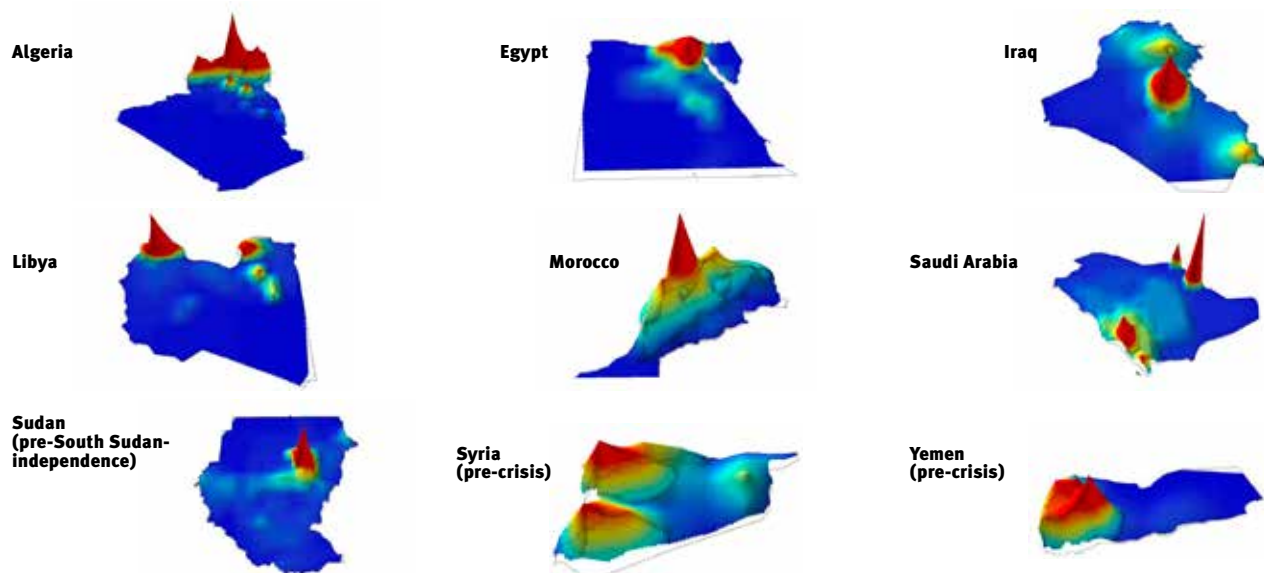 Algeria
Egypt
Iraq
Libya
Morocco
Saudi Arabia
Sudan
(pre-South Sudan-
independence)
Syria
(pre-crisis)
Yemen
(pre-crisis)